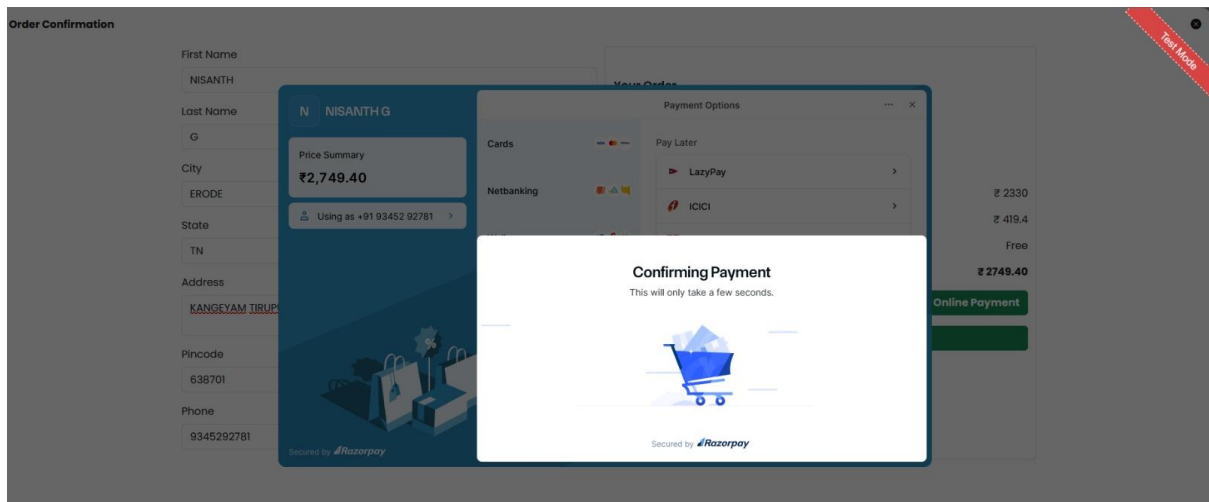 Order Confirmation
Test Mode
First Name
NISANTH
Last Name
G
City
ERODE
State
TN
Address
KANGEYAM
Pincode
638701
Phone
9345292781
Your Order
₹ 2330
₹ 419.4
Free
₹ 2749.40
Online Payment
N NISANTH G
Price Summary
₹2,749.40
Using as +91 93452 92781
Secured by Razorpay
Payment Options
Cards
Netbanking
Pay Later
LazyPay
ICICI
Confirming Payment
This will only take a few seconds.
Secured by Razorpay